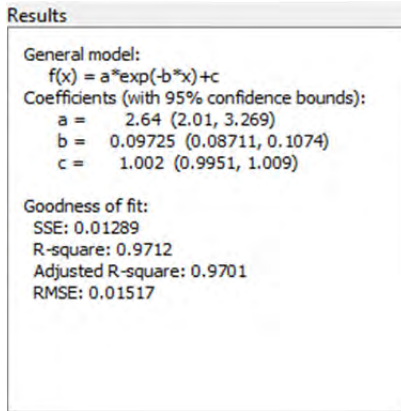 Results
General model:
f(x) = a*exp(-b*x)+c
Coefficients (with 95% confidence bounds):
a = 2.64 (2.01, 3.269)
b = 0.09725 (0.08711, 0.1074)
c = 1.002 (0.9951, 1.009)
Goodness of fit:
SSE: 0.01289
R-square: 0.9712
Adjusted R-square: 0.9701
RMSE: 0.01517